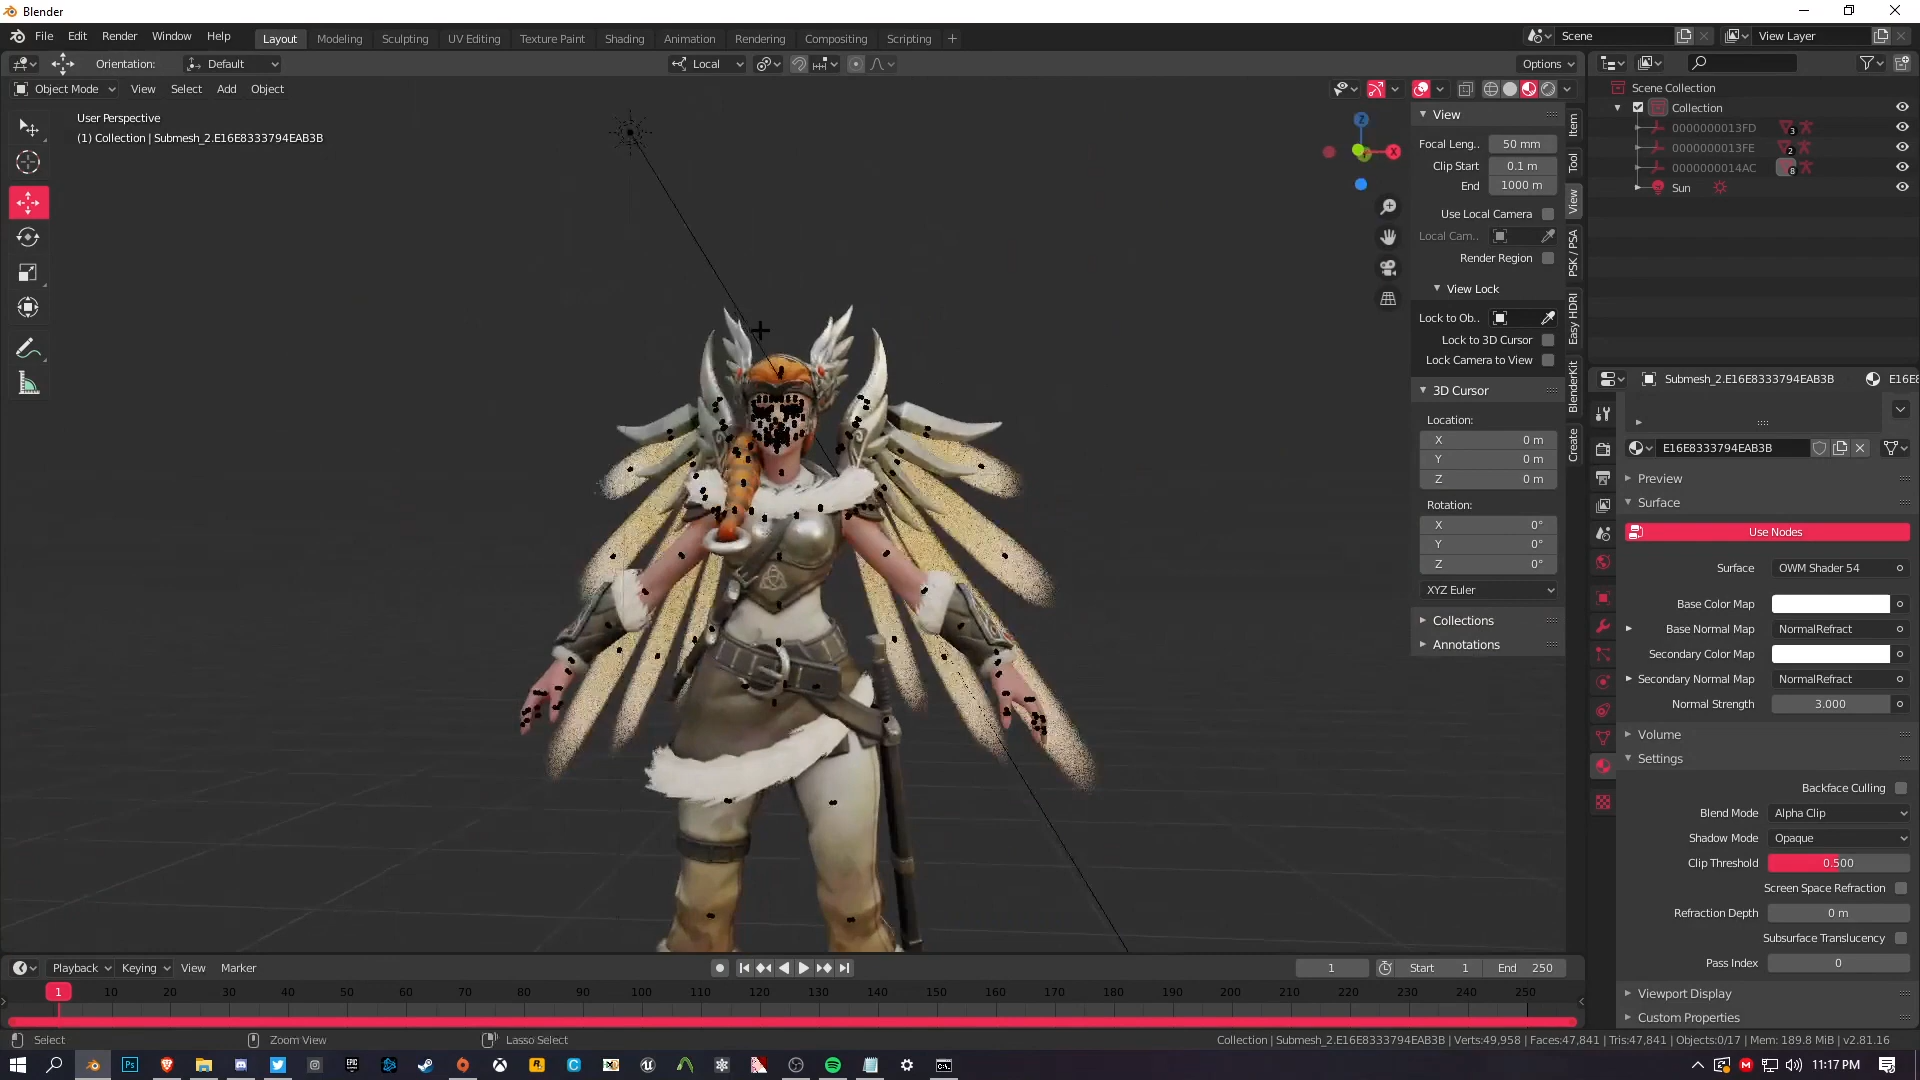 Blender
File Edit Render Window Help Layout Modeling Sculpting UV Editing Texture Paint Shading Animation Rendering Compositing Scripting + Scene View Layer
Orientation: Default Local Options
Object Mode View Select Add Object
User Perspective
(1) Collection | Submesh_2.E16E8333794EAB3B
X
Z
View
Focal Leng.. 50 mm
Clip Start 0.1 m
End 1000 m
Use Local Camera
Local Cam..
Render Region
View Lock
Lock to Ob..
Lock to 3D Cursor
Lock Camera to View
3D Cursor
Location:
X 0 m
Y 0 m
Z 0 m
Rotation:
X 0°
Y 0°
Z 0°
XYZ Euler
Collections
Annotations
Item
Tool
View
PSK / PSA
Easy HDRI
BlenderKit
Create
Scene Collection
Collection
0000000013FD 3
0000000013FE 2
0000000014AC 8
Sun
Submesh_2.E16E8333794EAB3B E16E8
E16E8333794EAB3B
Preview
Surface
Use Nodes
Surface OWM Shader 54
Base Color Map
Base Normal Map NormalRefract
Secondary Color Map
Secondary Normal Map NormalRefract
Normal Strength 3.000
Volume
Settings
Backface Culling
Blend Mode Alpha Clip
Shadow Mode Opaque
Clip Threshold 0.500
Screen Space Refraction
Refraction Depth 0 m
Subsurface Translucency
Pass Index 0
Viewport Display
Custom Properties
Playback Keying View Marker 1 Start 1 End 250
1 10 20 30 40 50 60 70 80 90 100 110 120 130 140 150 160 170 180 190 200 210 220 230 240 250
Select Zoom View Lasso Select Collection | Submesh_2.E16E8333794EAB3B | Verts:49,958 | Faces:47,841 | Tris:47,841 | Objects:0/17 | Mem: 189.8 MiB | v2.81.16
11:17 PM